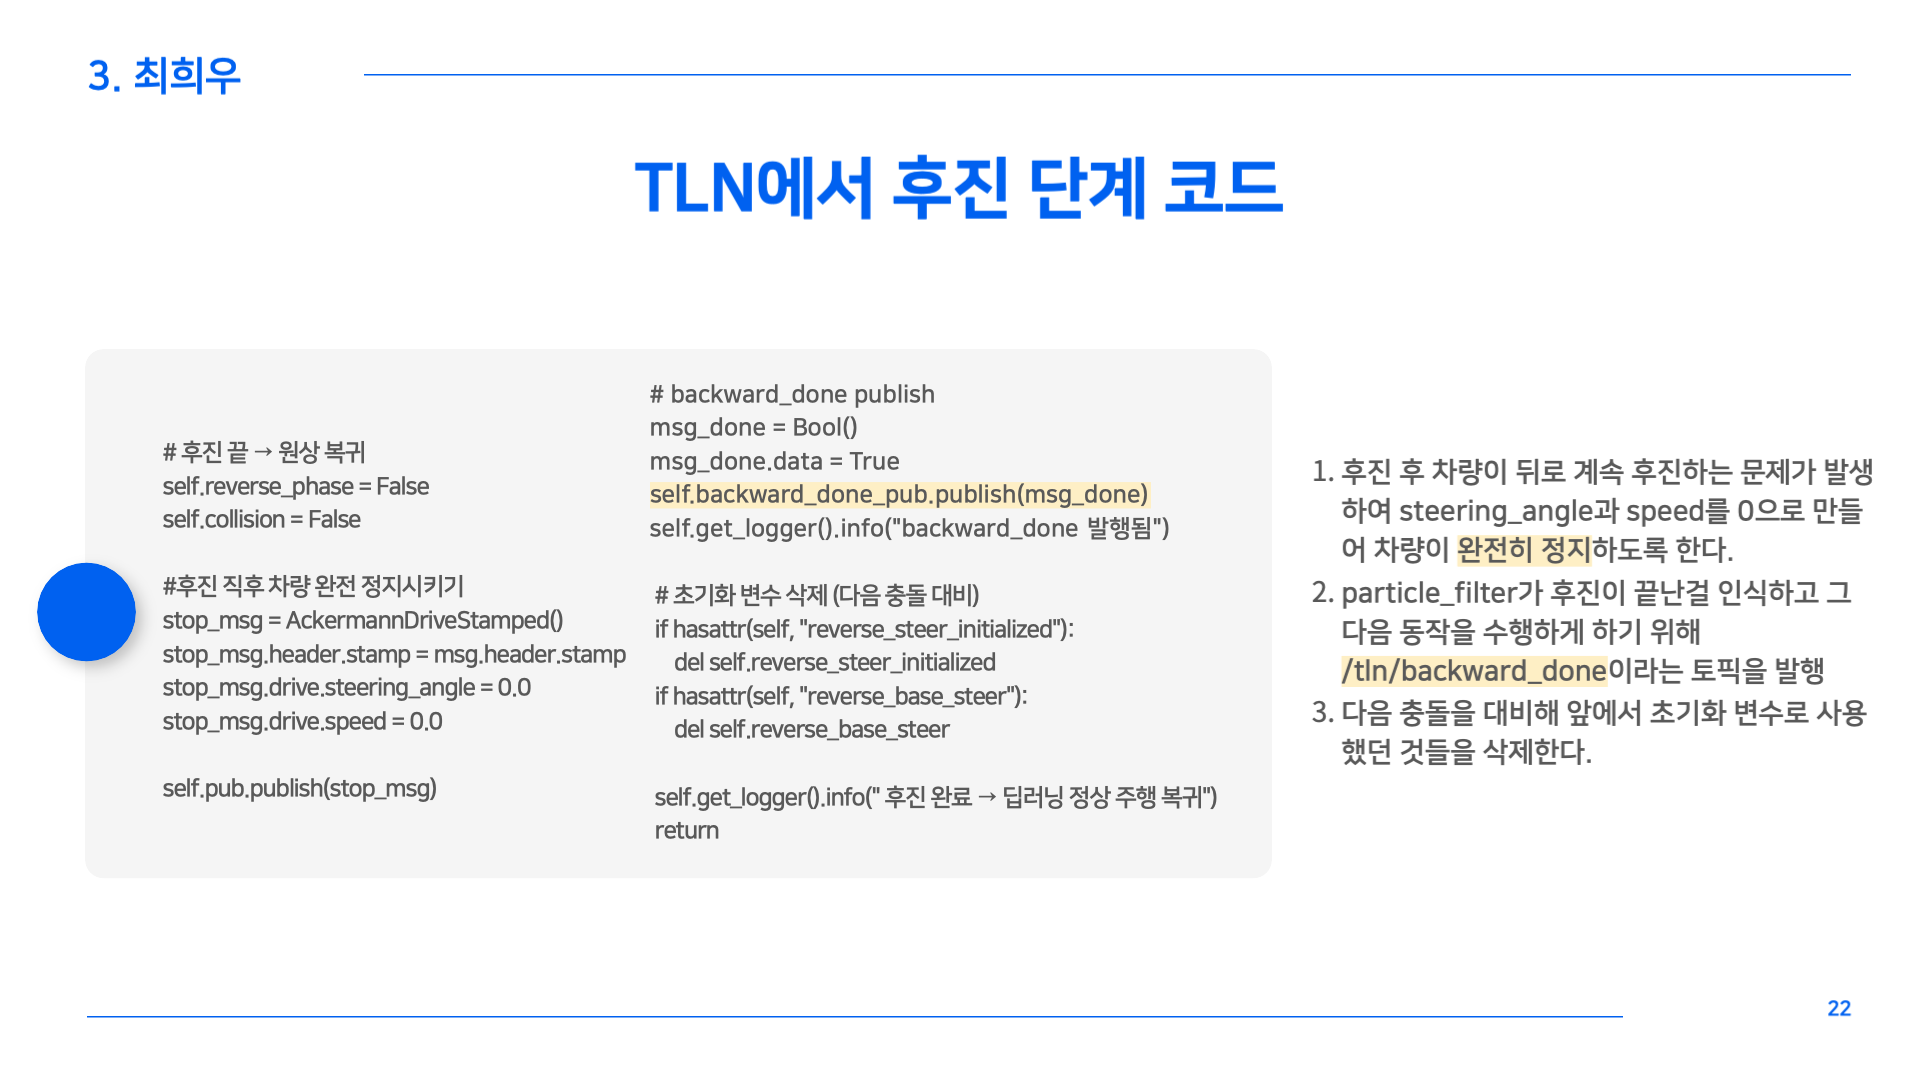 3. 최희우
TLN에서 후진 단계 코드
# 후진 끝 → 원상 복귀
self.reverse_phase = False
self.collision = False
#후진 직후 차량 완전 정지시키기
stop_msg = AckermannDriveStamped()
stop_msg.header.stamp = msg.header.stamp
stop_msg.drive.steering_angle = 0.0
stop_msg.drive.speed = 0.0
self.pub.publish(stop_msg)
# backward_done publish
msg_done = Bool()
msg_done.data = True
self.backward_done_pub.publish(msg_done)
self.get_logger().info("backward_done 발행됨")
# 초기화 변수 삭제 (다음 충돌 대비)
if hasattr(self, "reverse_steer_initialized"):
del self.reverse_steer_initialized
if hasattr(self, "reverse_base_steer"):
del self.reverse_base_steer
self.get_logger().info(" 후진 완료 → 딥러닝 정상 주행 복귀")
return
1. 후진 후 차량이 뒤로 계속 후진하는 문제가 발생
하여 steering_angle과 speed를 0으로 만들
어 차량이 완전히 정지하도록 한다.
2. particle_filter가 후진이 끝난걸 인식하고 그
다음 동작을 수행하게 하기 위해
/tln/backward_done이라는 토픽을 발행
3. 다음 충돌을 대비해 앞에서 초기화 변수로 사용
했던 것들을 삭제한다.
22